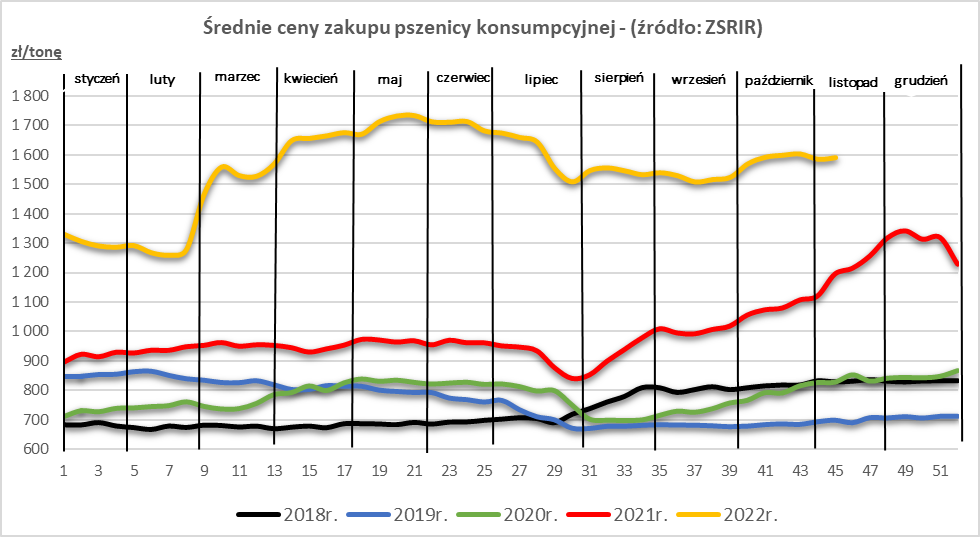 Średnie ceny zakupu pszenicy konsumpcyjnej - (źródło: ZSRIR)
zł/tonę
styczeń luty marzec kwiecień maj czerwiec lipiec sierpień wrzesień październik listopad grudzień
1 800
1 700
1 600
1 500
1 400
1 300
1 200
1 100
1 000
900
800
700
600
1 3 5 7 9 11 13 15 17 19 21 23 25 27 29 31 33 35 37 39 41 43 45 47 49 51
2018r. 2019r. 2020r. 2021r. 2022r.